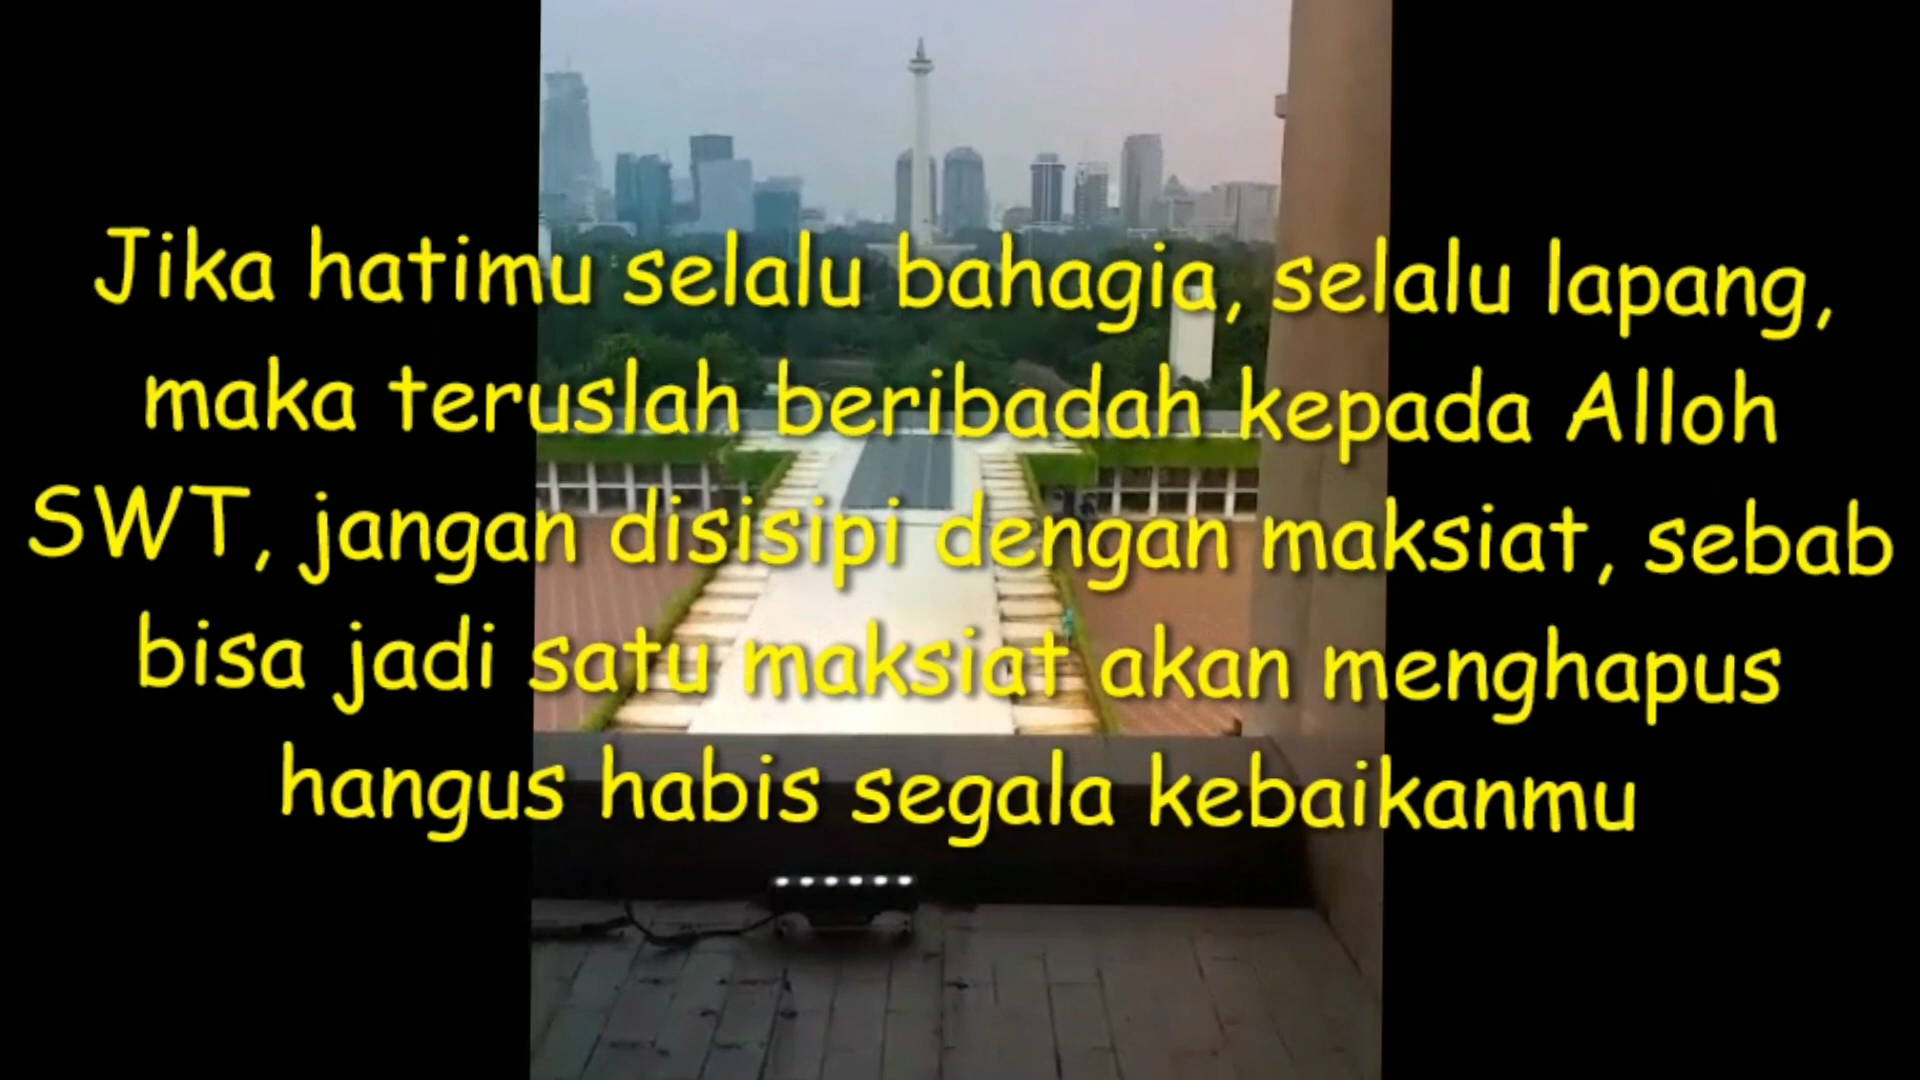 Jika hatimu selalu bahagia, selalu lapang,
maka teruslah beribadah kepada Alloh
SWT, jangan disisipi dengan maksiat, sebab
bisa jadi satu maksiat akan menghapus
hangus habis segala kebaikanmu